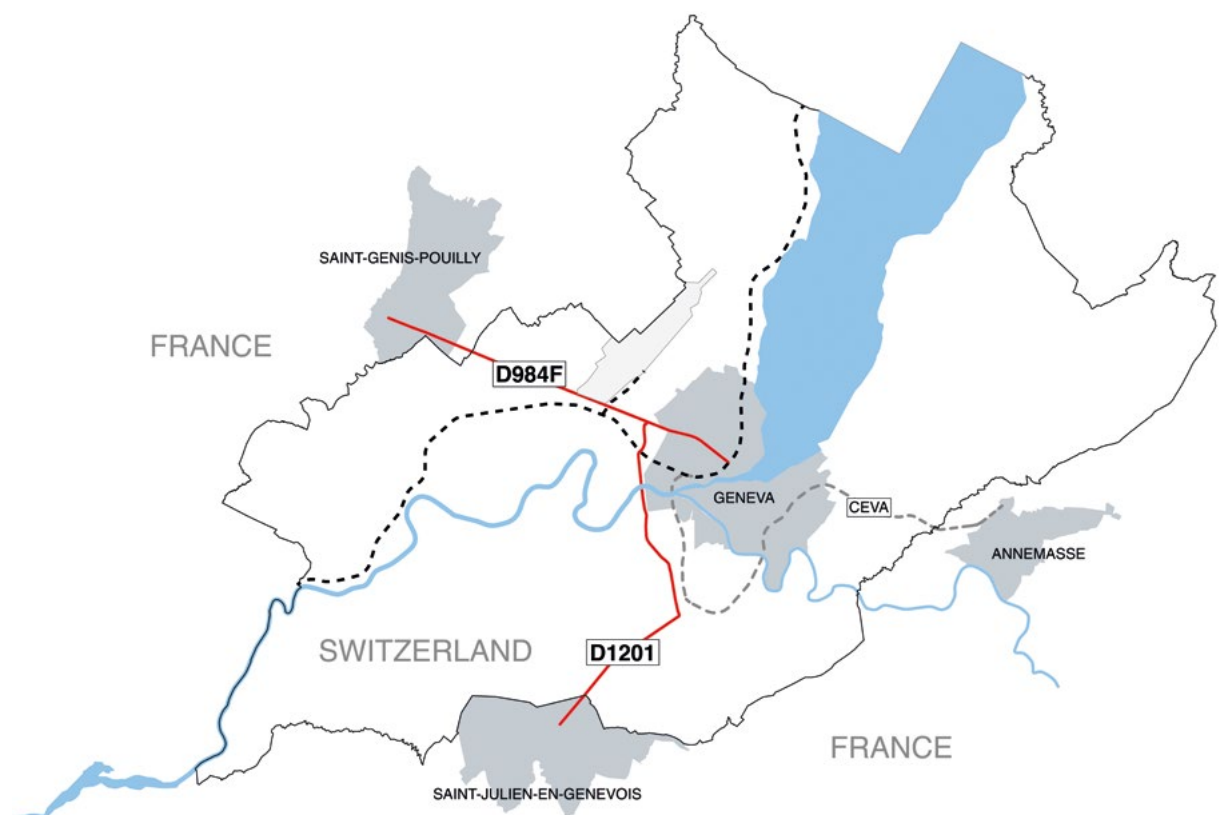 SAINT-GENIS-POUILLY
FRANCE
D984F
GENEVA
CEVA
ANNEMASSE
SWITZERLAND
D1201
FRANCE
SAINT-JULIEN-EN-GENEVOIS